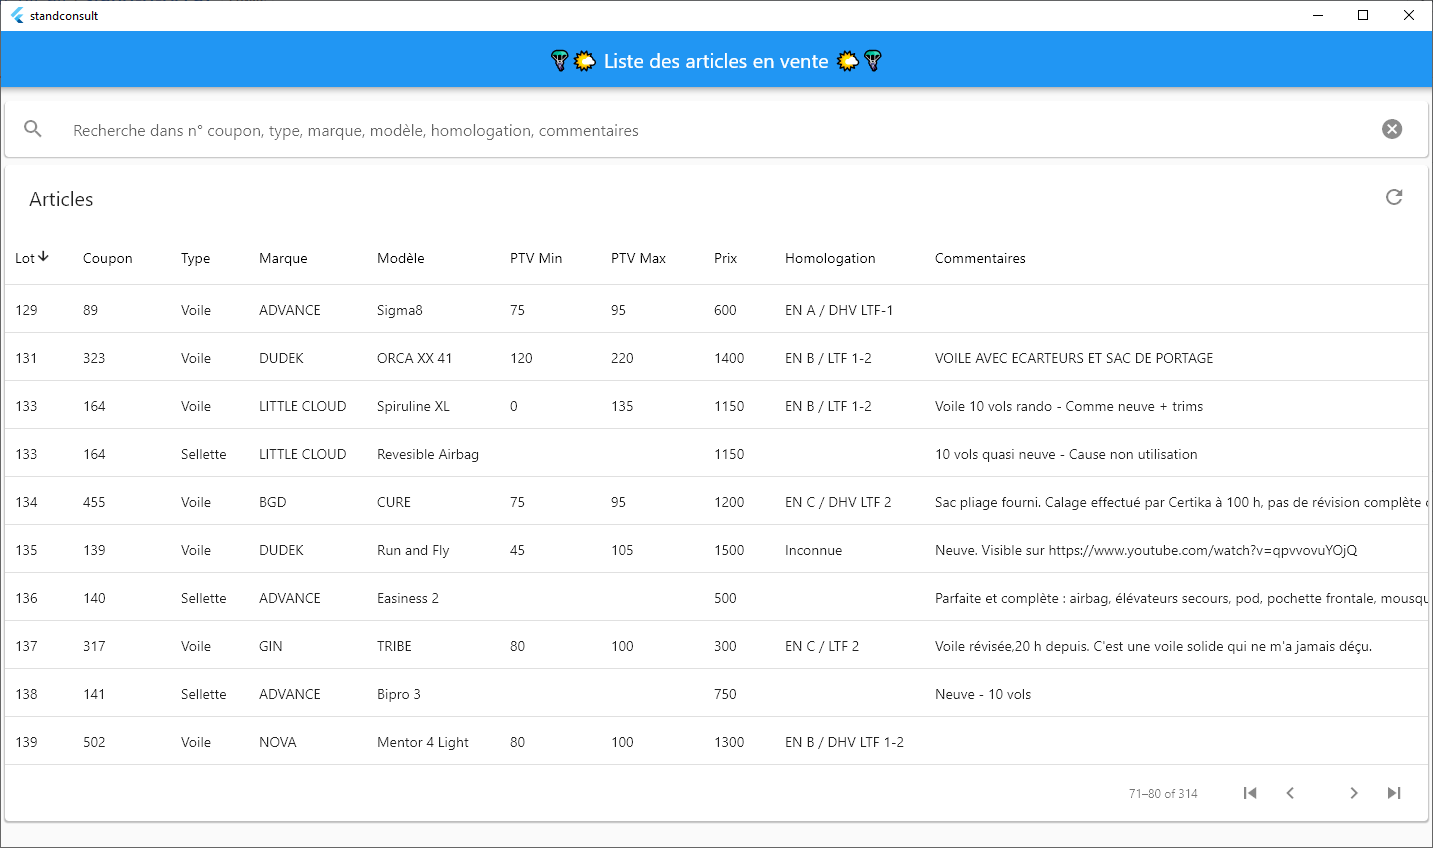 standconsult
Liste des articles en vente
Recherche dans n° coupon, type, marque, modèle, homologation, commentaires
Articles
Lot Coupon Type Marque Modèle PTV Min PTV Max Prix Homologation Commentaires
129 89 Voile ADVANCE Sigma8 75 95 600 EN A / DHV LTF-1
131 323 Voile DUDEK ORCA XX 41 120 220 1400 EN B / LTF 1-2 VOILE AVEC ECARTEURS ET SAC DE PORTAGE
133 164 Voile LITTLE CLOUD Spiruline XL 0 135 1150 EN B / LTF 1-2 Voile 10 vols rando - Comme neuve + trims
133 164 Sellette LITTLE CLOUD Revesible Airbag 1150 10 vols quasi neuve - Cause non utilisation
134 455 Voile BGD CURE 75 95 1200 EN C / DHV LTF 2 Sac pliage fourni. Calage effectué par Certika à 100 h, pas de révision complète
135 139 Voile DUDEK Run and Fly 45 105 1500 Inconnue Neuve. Visible sur https://www.youtube.com/watch?v=qpvvovuYOjQ
136 140 Sellette ADVANCE Easiness 2 500 Parfaite et complète : airbag, élévateurs secours, pod, pochette frontale, mousqu
137 317 Voile GIN TRIBE 80 100 300 EN C / LTF 2 Voile révisée,20 h depuis. C'est une voile solide qui ne m'a jamais déçu.
138 141 Sellette ADVANCE Bipro 3 750 Neuve - 10 vols
139 502 Voile NOVA Mentor 4 Light 80 100 1300 EN B / DHV LTF 1-2
71–80 of 314